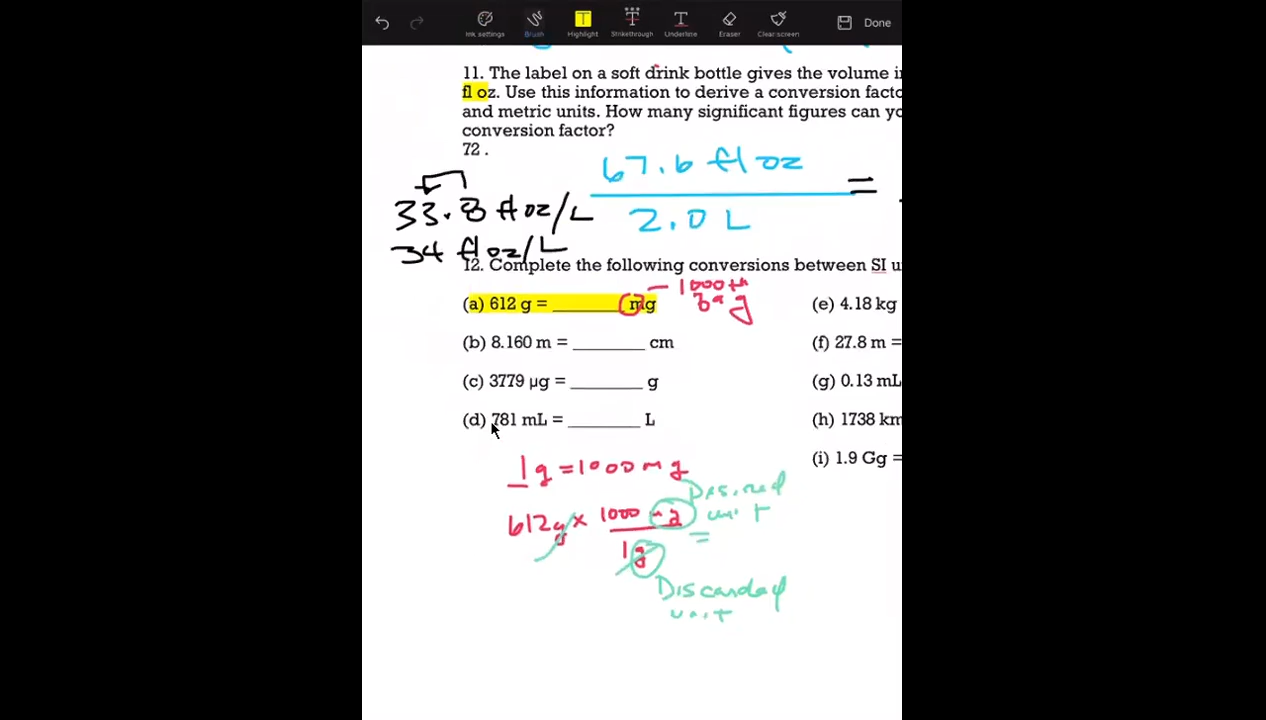 Done
Ink settings Brush Highlight Strikethrough Underline Eraser Clear screen
11. The label on a soft drink bottle gives the volume i
fl oz. Use this information to derive a conversion facto
and metric units. How many significant figures can yo
conversion factor?
72 .
67.6 fl oz
=
2.0 L
33.8 fl oz/L
34 fl oz/L
12. Complete the following conversions between SI u
(a) 612 g = ________ mg
- 1000th
g
(b) 8.160 m = ________ cm
(c) 3779 µg = ________ g
(d) 781 mL = ________ L
(e) 4.18 kg
(f) 27.8 m =
(g) 0.13 mL
(h) 1738 km
(i) 1.9 Gg =
1g = 1000 mg
Desired
unit
612g x 1000 mg
=
1g
Discarded
unit